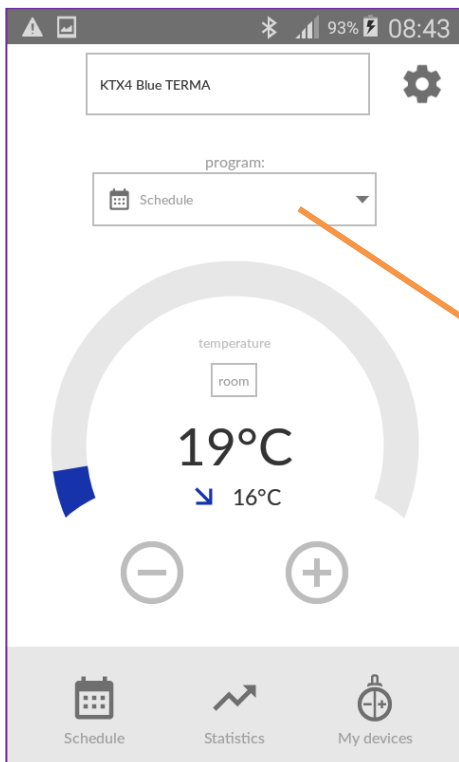 93% 08:43
KTX4 Blue TERMA
program:
Schedule
temperature
room
19°C
16°C
Schedule Statistics My devices